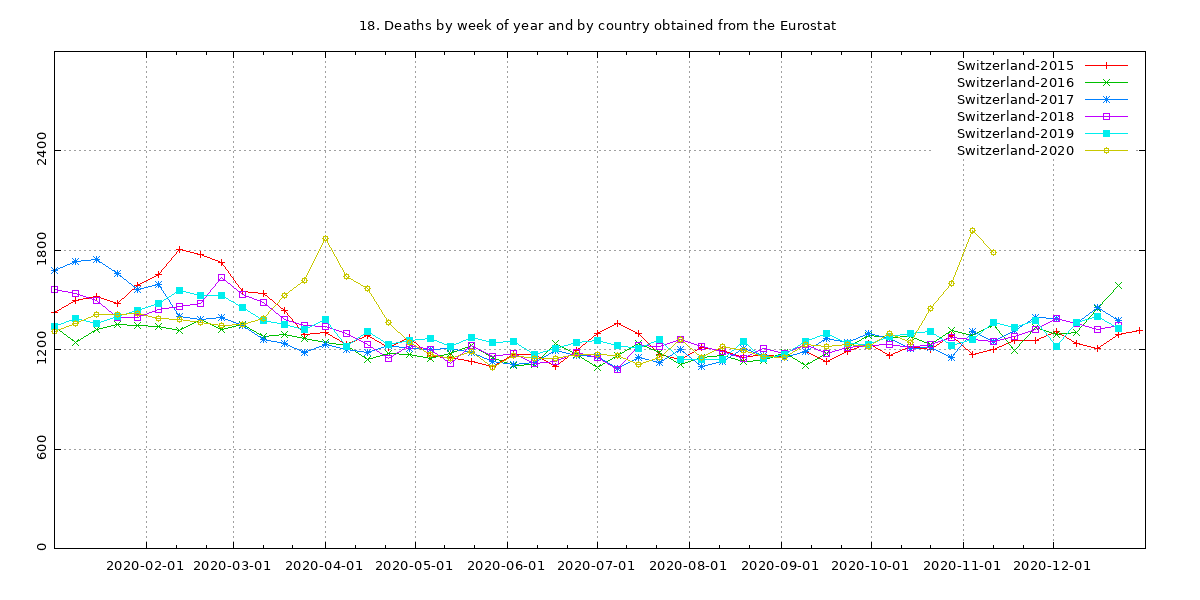 18. Deaths by week of year and by country obtained from the Eurostat
Switzerland-2015
Switzerland-2016
Switzerland-2017
Switzerland-2018
Switzerland-2019
Switzerland-2020
2400
1800
1200
600
0
2020-02-01 2020-03-01 2020-04-01 2020-05-01 2020-06-01 2020-07-01 2020-08-01 2020-09-01 2020-10-01 2020-11-01 2020-12-01